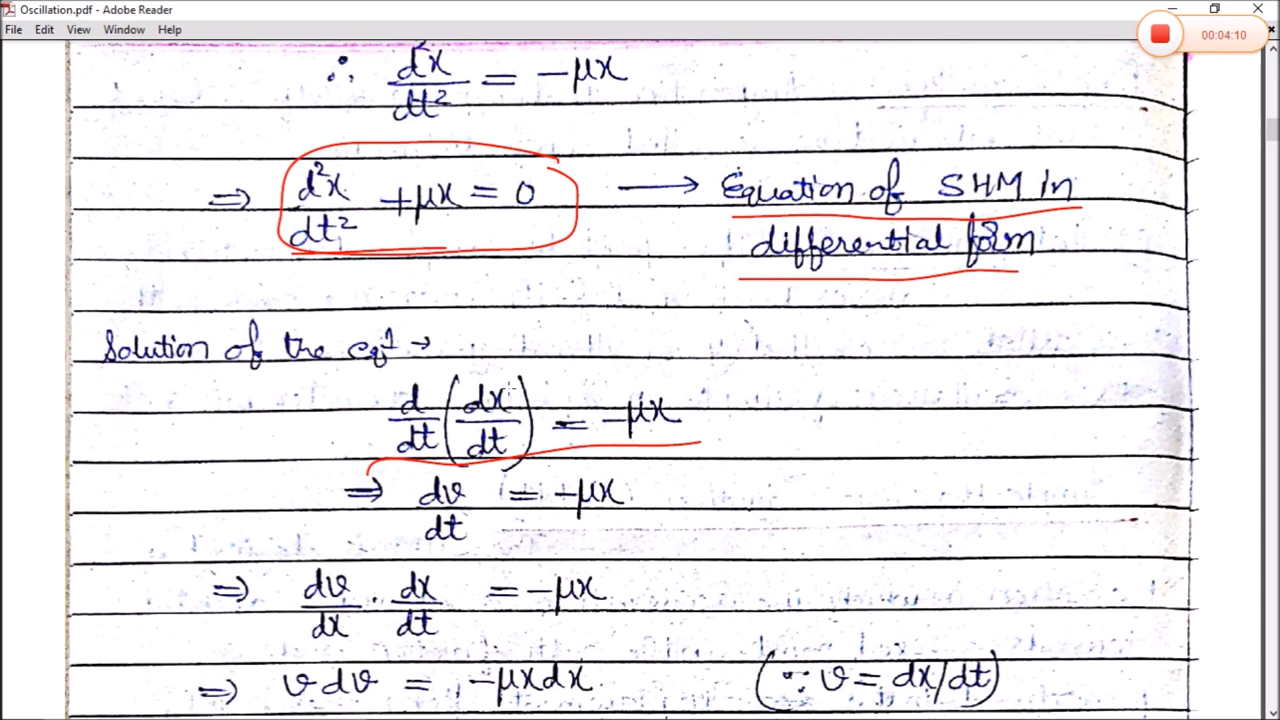 Oscillation.pdf - Adobe Reader
File Edit View Window Help
00:04:10
∴ d²x/dt² = -μx
⇒ d²x/dt² + μx = 0 → Equation of SHM in
differential form
Solution of the eqⁿ →
d/dt (dx/dt) = -μx
⇒ dv/dt = -μx
⇒ dv/dx · dx/dt = -μx
⇒ v dv = -μx dx (∵ v = dx/dt)